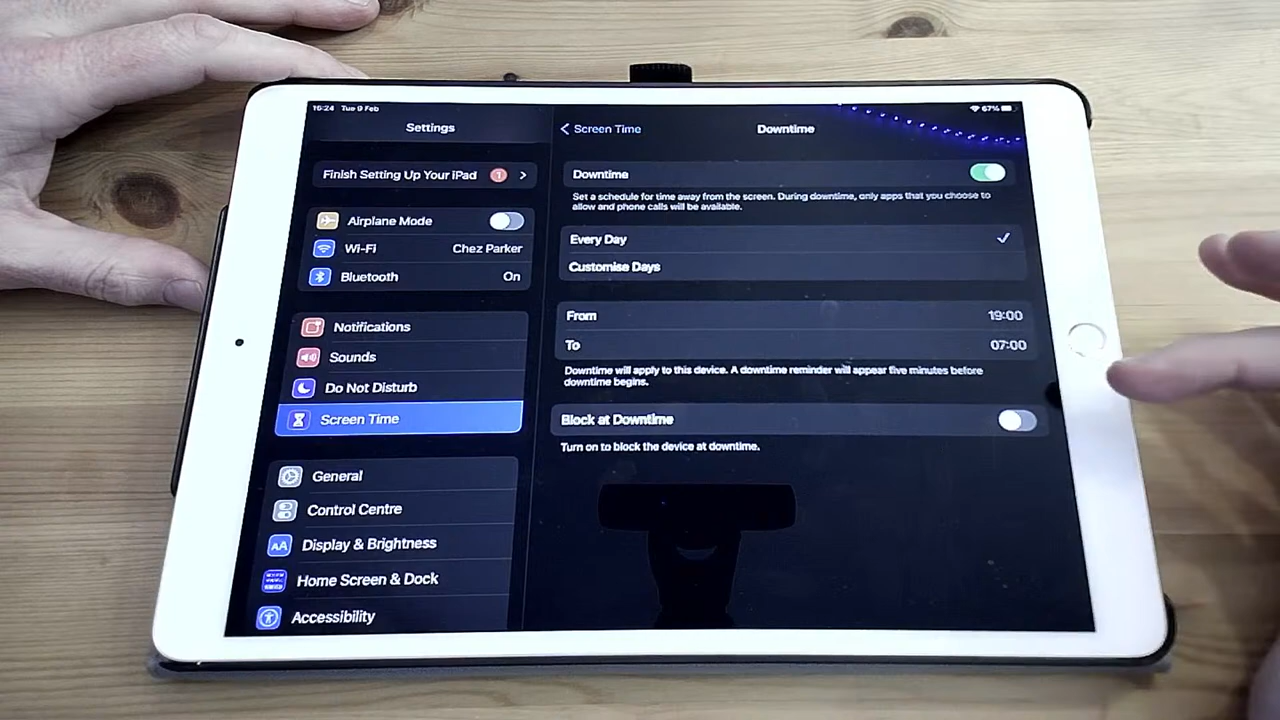 16:24 Tue 9 Feb
67%
Settings
Finish Setting Up Your iPad 1
Airplane Mode
Wi-Fi Chez Parker
Bluetooth On
Notifications
Sounds
Do Not Disturb
Screen Time
General
Control Centre
AA Display & Brightness
Home Screen & Dock
Accessibility
Screen Time Downtime
Downtime
Set a schedule for time away from the screen. During downtime, only apps that you choose to
allow and phone calls will be available.
Every Day
Customise Days
From 19:00
To 07:00
Downtime will apply to this device. A downtime reminder will appear five minutes before
downtime begins.
Block at Downtime
Turn on to block the device at downtime.